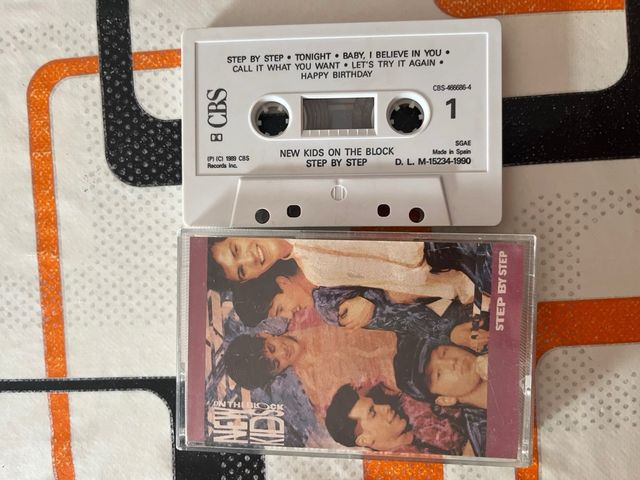 STEP BY STEP • TONIGHT • BABY, I BELIEVE IN YOU •
CALL IT WHAT YOU WANT • LET'S TRY IT AGAIN •
HAPPY BIRTHDAY
CBS
CBS-466686-4
1
SGAE
Made in Spain
(P) (C) 1989 CBS
Records Inc.
NEW KIDS ON THE BLOCK
STEP BY STEP
D. L. M-15234-1990
STEP BY STEP
NEW
KIDS
ON THE BLOCK